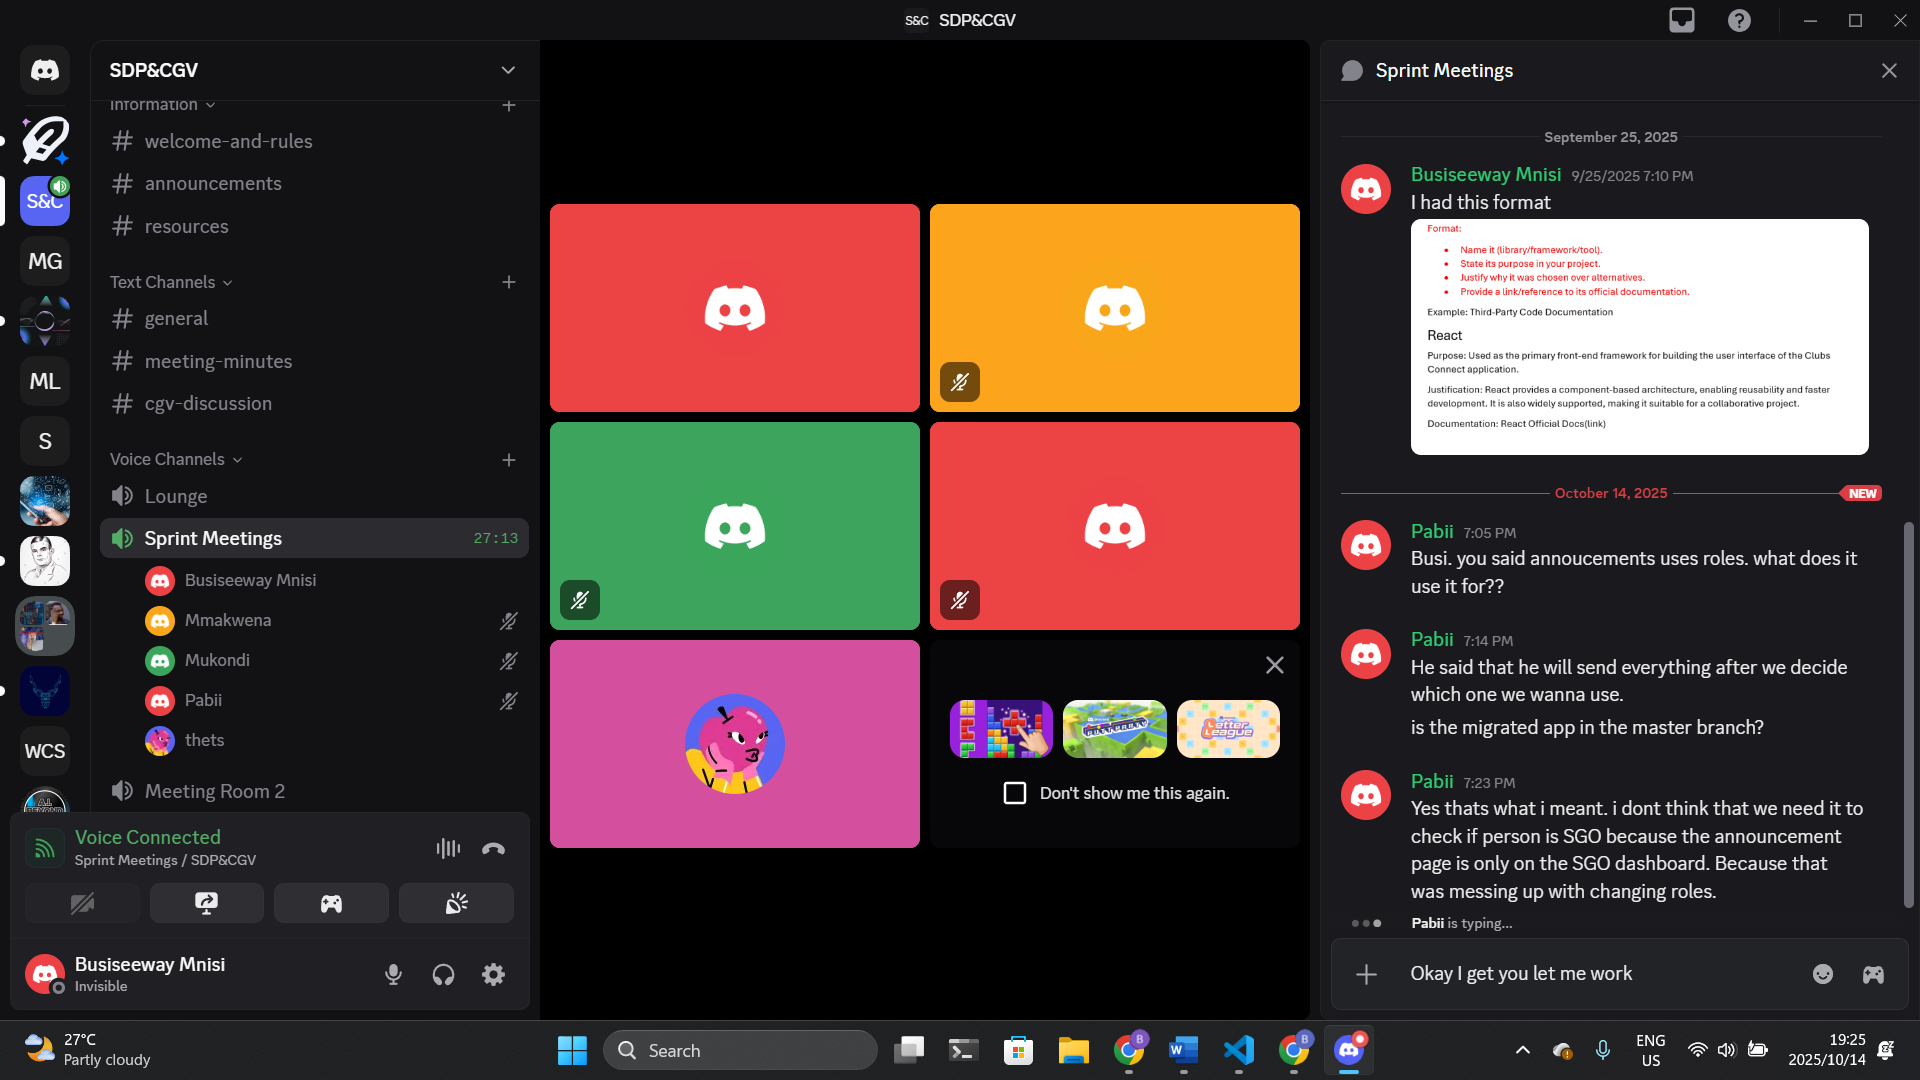 S&C SDP&CGV
SDP&CGV
Information
welcome-and-rules
announcements
resources
Text Channels
general
meeting-minutes
cgv-discussion
Voice Channels
Lounge
Sprint Meetings 27:13
Busiseeway Mnisi
Mmakwena
Mukondi
Pabii
thets
Meeting Room 2
S&C
MG
ML
S
WCS
Voice Connected
Sprint Meetings / SDP&CGV
Busiseeway Mnisi
Invisible
Letter
League
Don't show me this again.
Sprint Meetings
September 25, 2025
Busiseeway Mnisi 9/25/2025 7:10 PM
I had this format
Format:
• Name it (library/framework/tool).
• State its purpose in your project.
• Justify why it was chosen over alternatives.
• Provide a link/reference to its official documentation.
Example: Third-Party Code Documentation
React
Purpose: Used as the primary front-end framework for building the user interface of the Clubs
Connect application.
Justification: React provides a component-based architecture, enabling reusability and faster
development. It is also widely supported, making it suitable for a collaborative project.
Documentation: React Official Docs(link)
October 14, 2025 NEW
Pabii 7:05 PM
Busi. you said annoucements uses roles. what does it
use it for??
Pabii 7:14 PM
He said that he will send everything after we decide
which one we wanna use.
is the migrated app in the master branch?
Pabii 7:23 PM
Yes thats what i meant. i dont think that we need it to
check if person is SGO because the announcement
page is only on the SGO dashboard. Because that
was messing up with changing roles.
Pabii is typing...
Okay I get you let me work
27°C
Partly cloudy
Search
ENG
US
19:25
2025/10/14